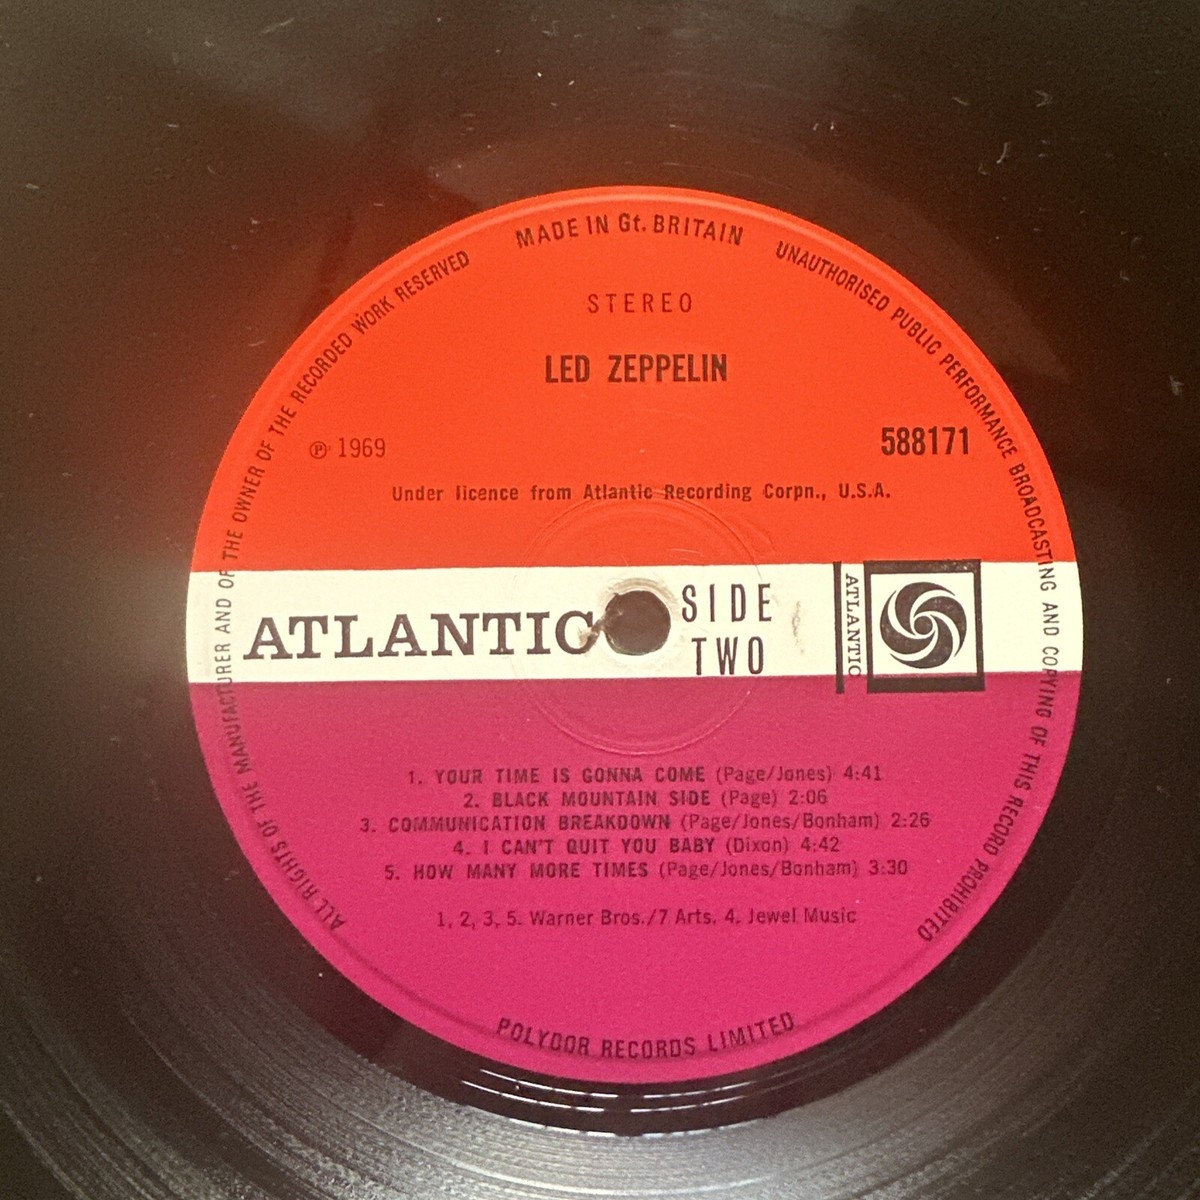 MADE IN Gt. BRITAIN
UNAUTHORISED PUBLIC PERFORMANCE BROADCASTING AND COPYING OF THIS RECORD PROHIBITED
ALL RIGHTS OF THE MANUFACTURER AND OF THE OWNER OF THE RECORDED WORK RESERVED
STEREO
LED ZEPPELIN
℗ 1969
588171
Under licence from Atlantic Recording Corpn., U.S.A.
ATLANTIC
SIDE
TWO
ATLANTIC
1. YOUR TIME IS GONNA COME (Page/Jones) 4:41
2. BLACK MOUNTAIN SIDE (Page) 2:06
3. COMMUNICATION BREAKDOWN (Page/Jones/Bonham) 2:26
4. I CAN'T QUIT YOU BABY (Dixon) 4:42
5. HOW MANY MORE TIMES (Page/Jones/Bonham) 3:30
1, 2, 3, 5. Warner Bros./7 Arts. 4. Jewel Music
POLYDOR RECORDS LIMITED